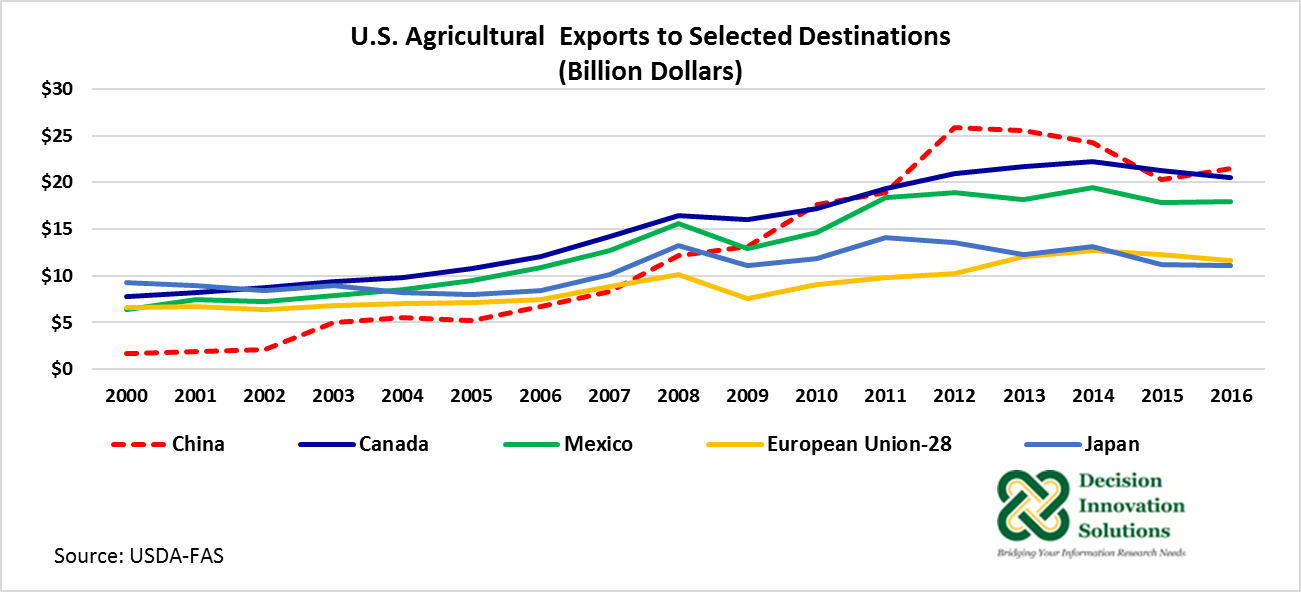 U.S. Agricultural  Exports to Selected Destinations
(Billion Dollars)
$30
$25
$20
$15
$10
$5
$0
2000 2001 2002 2003 2004 2005 2006 2007 2008 2009 2010 2011 2012 2013 2014 2015 2016
China Canada Mexico European Union-28 Japan
Decision
Innovation
Solutions
Bridging Your Information Research Needs
Source: USDA-FAS